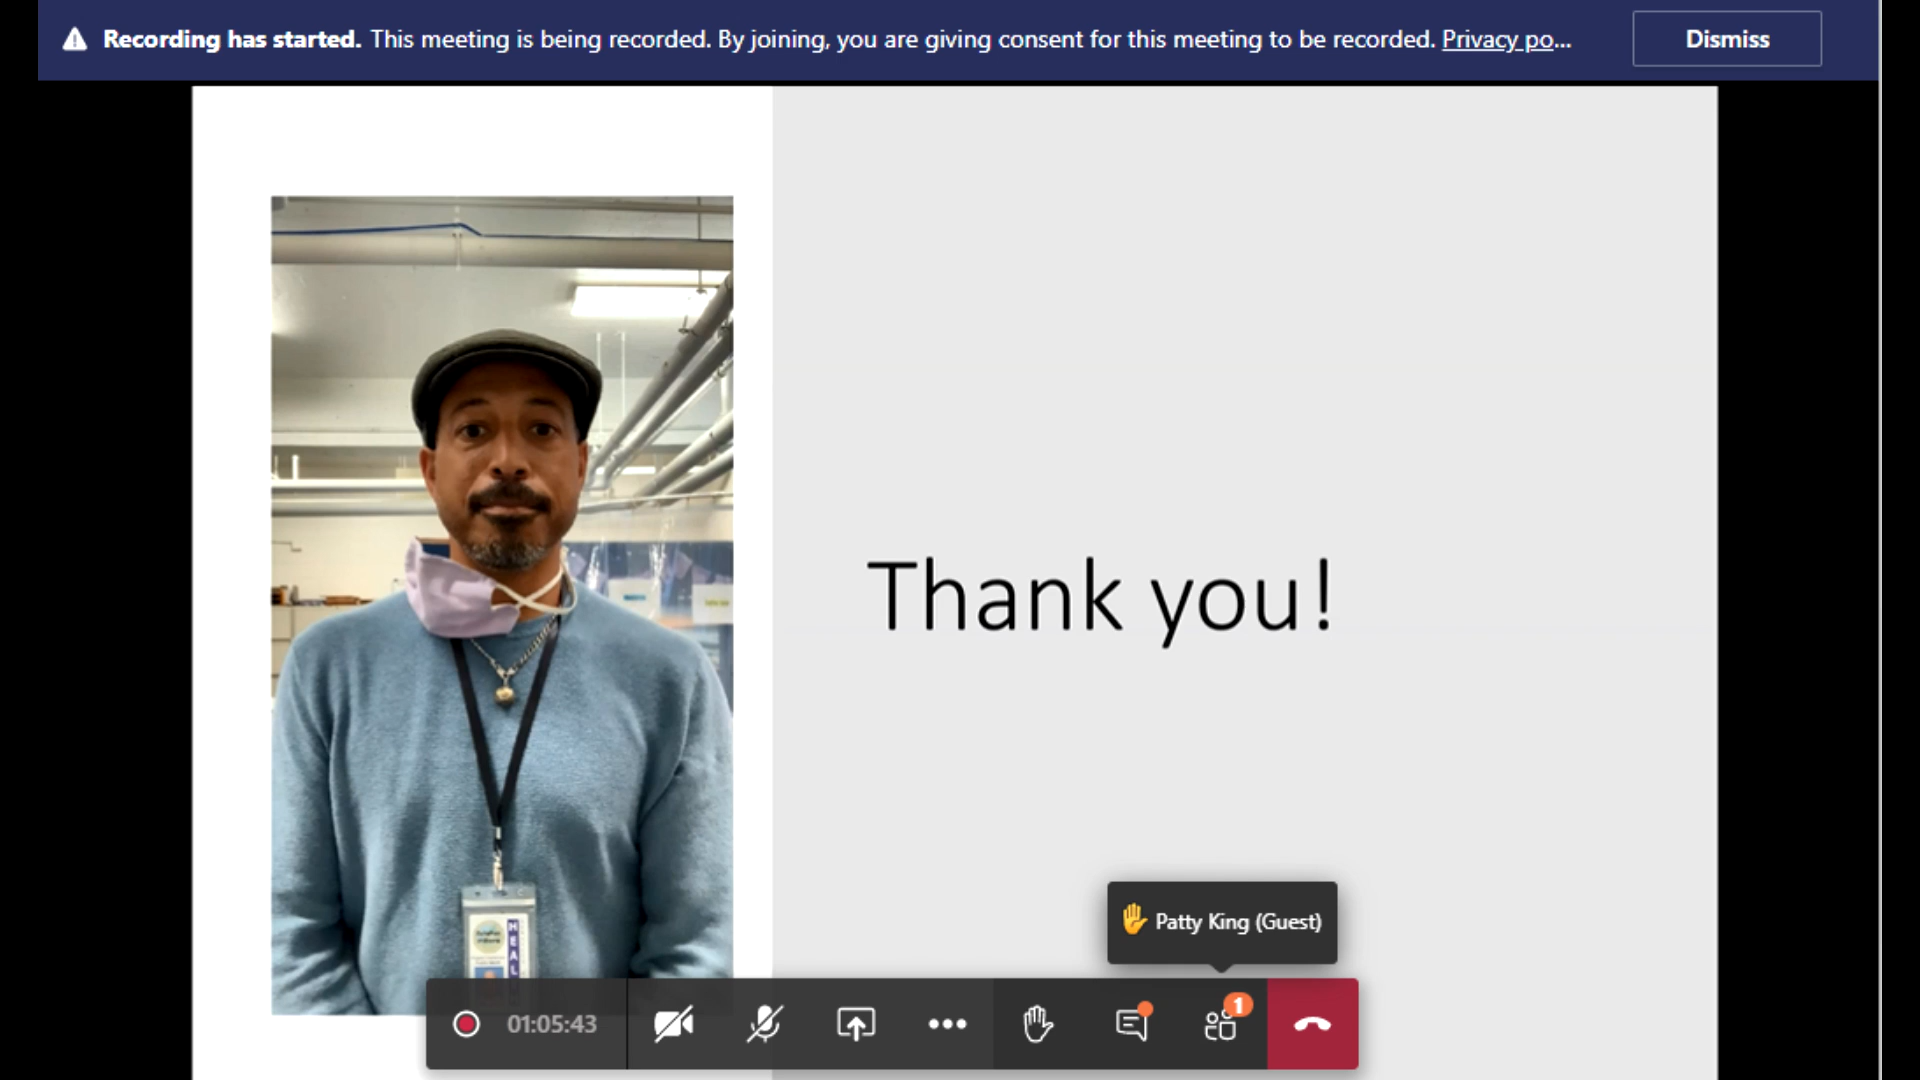 Recording has started. This meeting is being recorded. By joining, you are giving consent for this meeting to be recorded. Privacy po...
Dismiss
Thank you!
Patty King (Guest)
01:05:43
1
HEAL